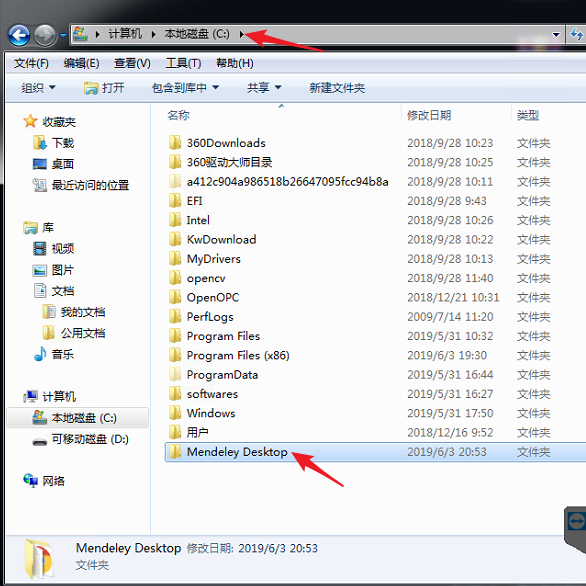 计算机 本地磁盘 (C:)
文件(F) 编辑(E) 查看(V) 工具(T) 帮助(H)
组织 打开 包含到库中 共享 新建文件夹
收藏夹
下载
桌面
最近访问的位置
库
视频
图片
文档
我的文档
公用文档
音乐
计算机
本地磁盘 (C:)
可移动磁盘 (D:)
网络
名称 修改日期 类型
360Downloads 2018/9/28 10:23 文件夹
360驱动大师目录 2018/9/28 10:25 文件夹
a412c904a986518b26647095fcc94b8a 2018/9/28 10:11 文件夹
EFI 2018/9/28 9:43 文件夹
Intel 2018/9/28 10:26 文件夹
KwDownload 2018/9/28 10:22 文件夹
MyDrivers 2018/9/28 10:13 文件夹
opencv 2018/9/28 11:40 文件夹
OpenOPC 2018/12/21 10:31 文件夹
PerfLogs 2009/7/14 11:20 文件夹
Program Files 2019/5/31 10:32 文件夹
Program Files (x86) 2019/6/3 19:30 文件夹
ProgramData 2019/5/31 16:44 文件夹
softwares 2019/5/31 16:27 文件夹
Windows 2019/5/31 17:50 文件夹
用户 2018/12/16 9:52 文件夹
Mendeley Desktop 2019/6/3 20:53 文件夹
Mendeley Desktop 修改日期: 2019/6/3 20:53
文件夹